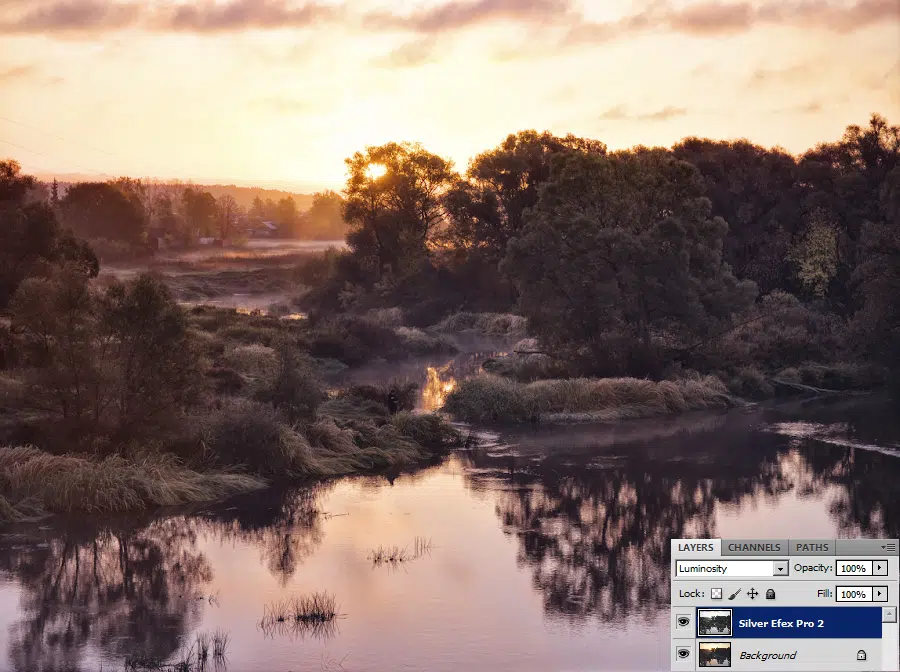 LAYERS CHANNELS PATHS
Luminosity Opacity: 100%
Lock: Fill: 100%
Silver Efex Pro 2
Background